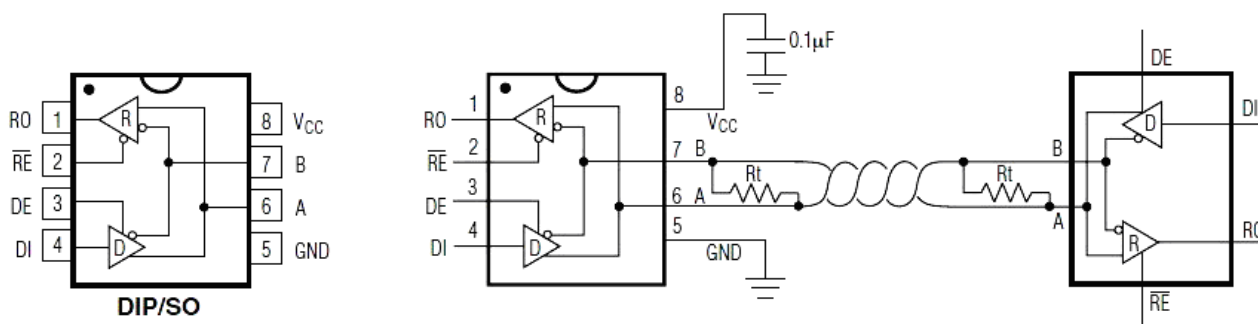 RO 1
R
8 VCC
RE 2
7 B
DE 3
6 A
DI 4
D
5 GND
DIP/SO
0.1μF
RO 1
R
8
VCC
RE 2
7 B
Rt
DE 3
6 A
DI 4
D
5
GND
Rt
DE
D
DI
B
A
R
RO
RE